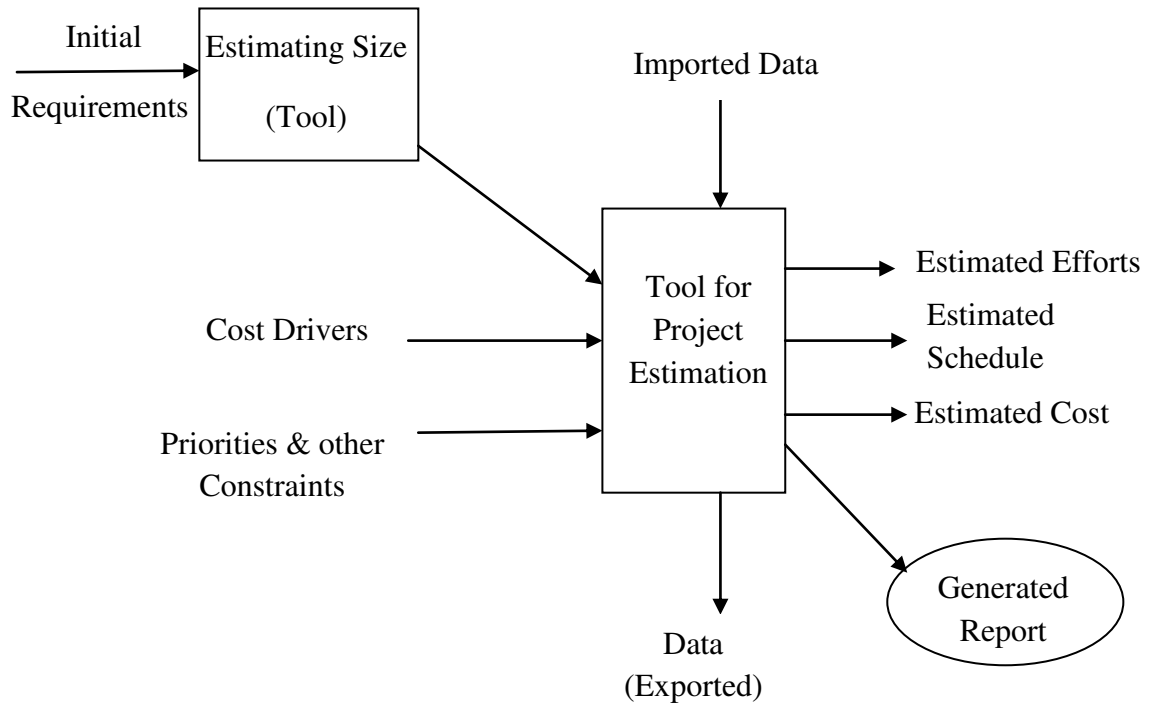 Initial
Requirements
Estimating Size
(Tool)
Imported Data
Tool for
Project
Estimation
Cost Drivers
Priorities & other
Constraints
Estimated Efforts
Estimated
Schedule
Estimated Cost
Generated
Report
Data
(Exported)